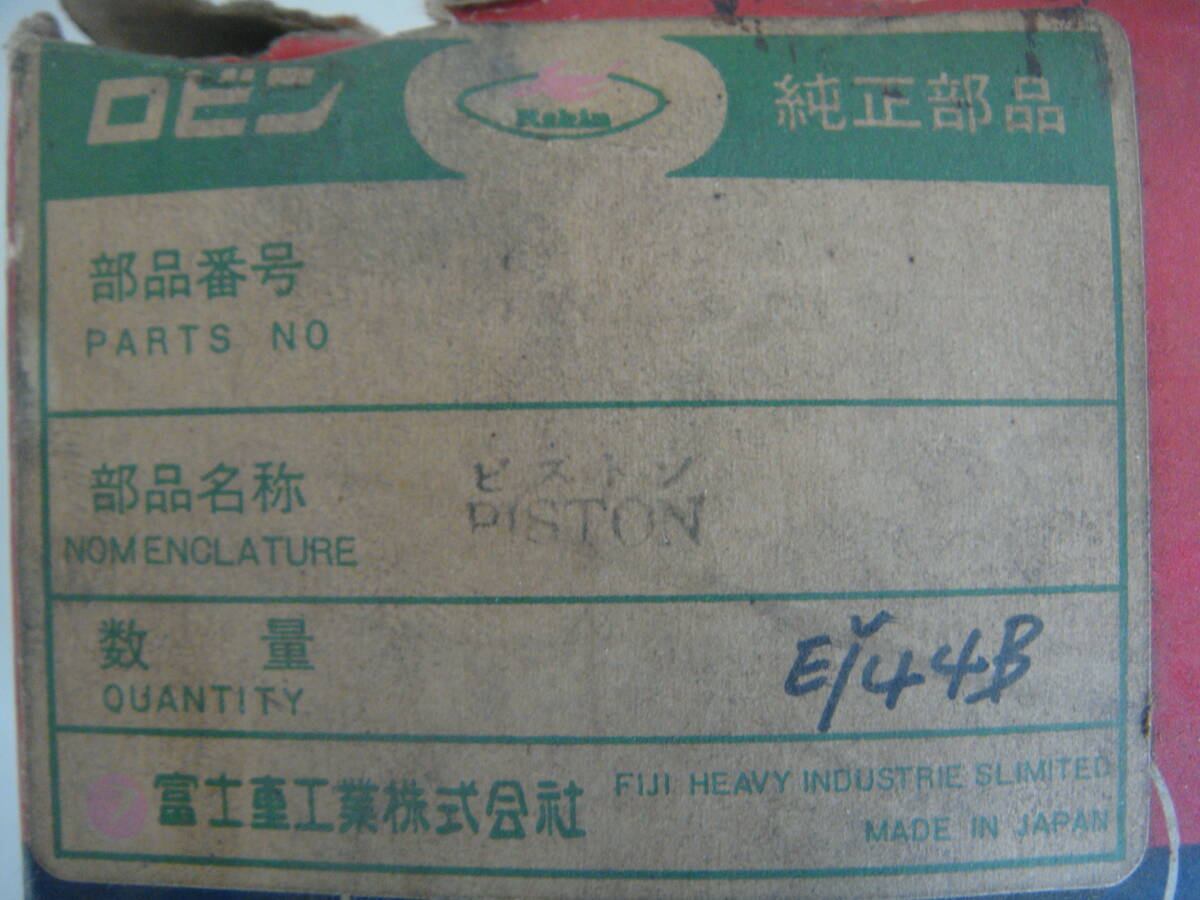 ロビン
Robin
純正部品
部品番号
PARTS NO
部品名称
NOMENCLATURE
ピストン
PISTON
数 量
QUANTITY
EY44B
富士重工業株式会社
FIJI HEAVY INDUSTRIE SLIMITED
MADE IN JAPAN